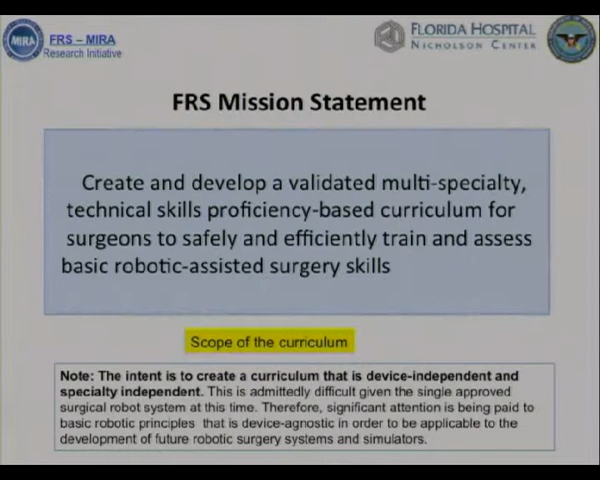 MIRA
FRS – MIRA
Research Initiative
FLORIDA HOSPITAL
NICHOLSON CENTER
FRS Mission Statement
Create and develop a validated multi-specialty,
technical skills proficiency-based curriculum for
surgeons to safely and efficiently train and assess
basic robotic-assisted surgery skills
Scope of the curriculum
Note: The intent is to create a curriculum that is device-independent and
specialty independent. This is admittedly difficult given the single approved
surgical robot system at this time. Therefore, significant attention is being paid to
basic robotic principles that is device-agnostic in order to be applicable to the
development of future robotic surgery systems and simulators.